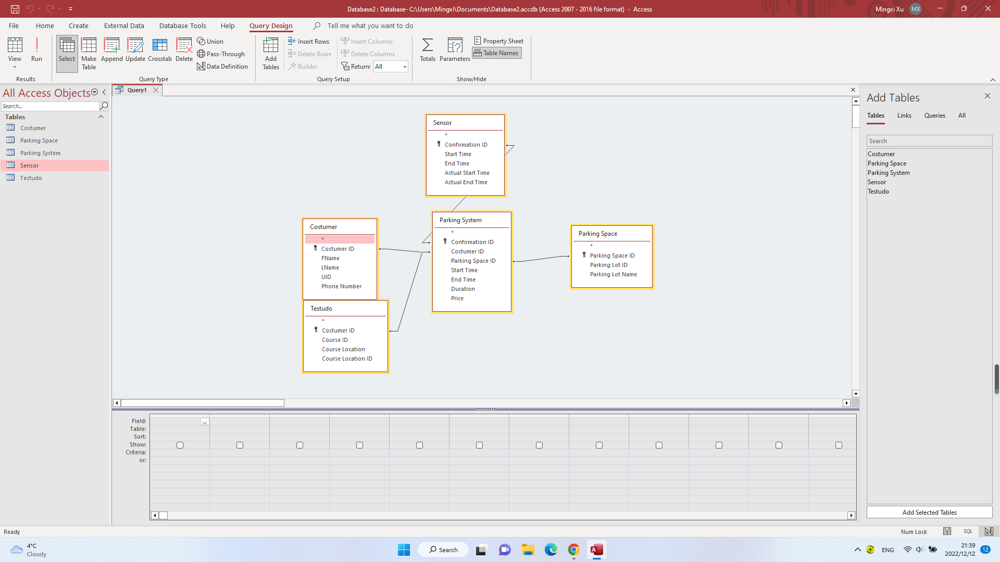 Database2 : Database- C:\Users\Mingxi\Documents\Database2.accdb (Access 2007 - 2016 file format) - Access
Mingxi Xu
MX
File
Home
Create
External Data
Database Tools
Help
Query Design
Tell me what you want to do
View
Run
Results
Select
Make Table
Append
Update
Crosstab
Delete
Union
Pass-Through
Data Definition
Query Type
Add Tables
Insert Rows
Delete Rows
Builder
Insert Columns
Delete Columns
Return:
All
Query Setup
Totals
Parameters
Property Sheet
XYZ
Table Names
Show/Hide
All Access Objects
Search...
Tables
Costumer
Parking Space
Parking System
Sensor
Testudo
Query1
Sensor
*
Confirmation ID
Start Time
End Time
Actual Start Time
Actual End Time
Costumer
*
Costumer ID
FName
LName
UID
Phone Number
Testudo
*
Costumer ID
Course ID
Course Location
Course Location ID
Parking System
*
Confirmation ID
Costumer ID
Parking Space ID
Start Time
End Time
Duration
Price
Parking Space
*
Parking Space ID
Parking Lot ID
Parking Lot Name
Field:
Table:
Sort:
Show:
Criteria:
or:
Add Tables
Tables
Links
Queries
All
Search
Costumer
Parking Space
Parking System
Sensor
Testudo
Add Selected Tables
Ready
Num Lock
SQL
4°C
Cloudy
Search
A
ENG
21:39
2022/12/12
12